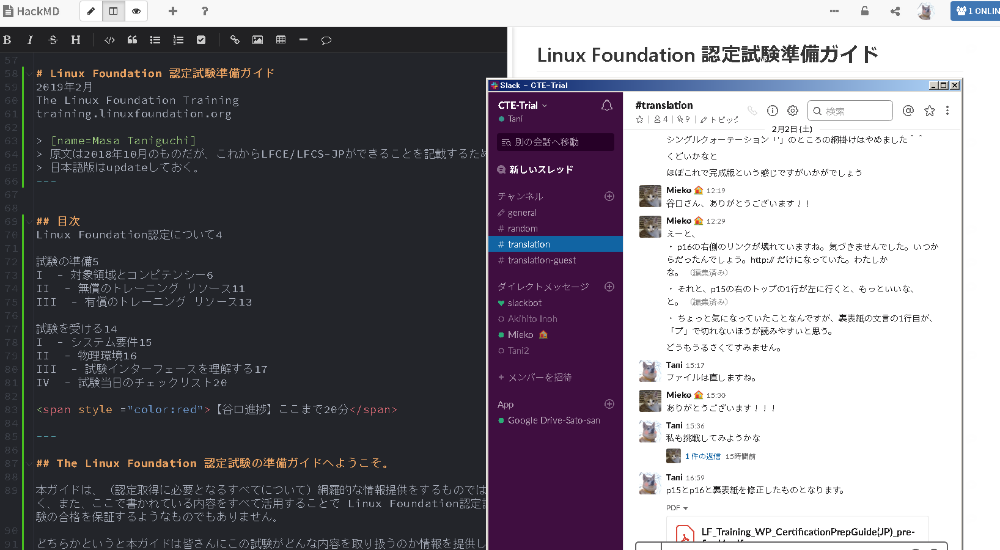 HackMD
1 ONLIN
57
58 # Linux Foundation 認定試験準備ガイド
59 2019年2月
60 The Linux Foundation Training
61 training.linuxfoundation.org
62
63 > [name=Masa Taniguchi]
64 > 原文は2018年10月のものだが、これからLFCE/LFCS-JPができることを記載するため
65 > 日本語版はupdateしておく。
66 ---
67
68
69 ## 目次
70 Linux Foundation認定について4
71
72 試験の準備5
73 I - 対象領域とコンピテンシー6
74 II - 無償のトレーニング リソース11
75 III - 有償のトレーニング リソース13
76
77 試験を受ける14
78 I - システム要件15
79 II - 物理環境16
80 III - 試験インターフェースを理解する17
81 IV - 試験当日のチェックリスト20
82
83 <span style ="color:red">【谷口進捗】ここまで20分</span>
84
85 ---
86
87 ## The Linux Foundation 認定試験の準備ガイドへようこそ。
88
89 本ガイドは、（認定取得に必要となるすべてについて）網羅的な情報提供をするものでは
く、また、ここで書かれている内容をすべて活用することで Linux Foundation認定
験の合格を保証するようなものでもありません。
90
91 どちらかというと本ガイドは皆さんにこの試験がどんな内容を取り扱うのか情報を提供し
Linux Foundation 認定試験準備ガイド
Slack - CTE-Trial
CTE-Trial
Tani
別の会話へ移動
新しいスレッド
チャンネル
general
# random
# translation
# translation-guest
ダイレクトメッセージ
slackbot
Akihito Inoh
Mieko
Tani2
+ メンバーを招待
App
Google Drive-Sato-san
#translation
4 9 トピック
検索
2月2日 (土)
シングルクォーテーション「'」のところの網掛けはやめました＾＾
くどいかなと
ほぼこれで完成版という感じですがいかがでしょう
Mieko 12:19
谷口さん、ありがとうございます！！
Mieko 12:29
えーと、
・ p16の右側のリンクが壊れていますね。気づきませんでした。いつか
らだったんでしょう。http:// だけになっていた。わたしか
な。 （編集済み）
・ それと、p15の右のトップの1行が左に行くと、もっといいな、
と。 （編集済み）
・ ちょっと気になっていたことなんですが、裏表紙の文言の1行目が、
「プ」で切れないほうが読みやすいと思う。
どうもうるさくてすみません。
Tani 15:17
ファイルは直しますね。
Mieko 15:30
ありがとうございます！！！
Tani 15:36
私も挑戦してみようかな
1 件の返信 15時間前
Tani 16:59
p15とp16と裏表紙を修正したものとなります。
PDF
LF_Training_WP_CertificationPrepGuide(JP)_pre-